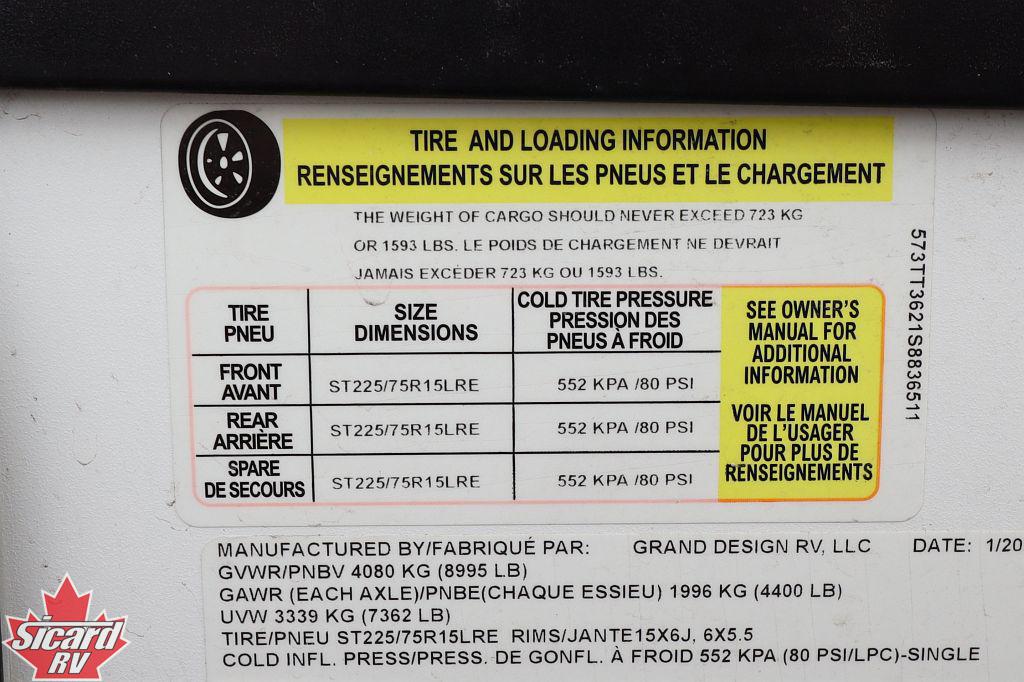 TIRE AND LOADING INFORMATION
RENSEIGNEMENTS SUR LES PNEUS ET LE CHARGEMENT
THE WEIGHT OF CARGO SHOULD NEVER EXCEED 723 KG
OR 1593 LBS. LE POIDS DE CHARGEMENT NE DEVRAIT
JAMAIS EXCÉDER 723 KG OU 1593 LBS.
TIRE
PNEU
SIZE
DIMENSIONS
COLD TIRE PRESSURE
PRESSION DES
PNEUS À FROID
FRONT
AVANT
ST225/75R15LRE
552 KPA /80 PSI
REAR
ARRIÈRE
ST225/75R15LRE
552 KPA /80 PSI
SPARE
DE SECOURS
ST225/75R15LRE
552 KPA /80 PSI
SEE OWNER'S
MANUAL FOR
ADDITIONAL
INFORMATION
VOIR LE MANUEL
DE L'USAGER
POUR PLUS DE
RENSEIGNEMENTS
573TT3621S8836511
MANUFACTURED BY/FABRIQUÉ PAR: GRAND DESIGN RV, LLC DATE: 1/20
GVWR/PNBV 4080 KG (8995 LB)
GAWR (EACH AXLE)/PNBE(CHAQUE ESSIEU) 1996 KG (4400 LB)
UVW 3339 KG (7362 LB)
TIRE/PNEU ST225/75R15LRE RIMS/JANTE15X6J, 6X5.5
COLD INFL. PRESS/PRESS. DE GONFL. À FROID 552 KPA (80 PSI/LPC)-SINGLE
Sicard
RV